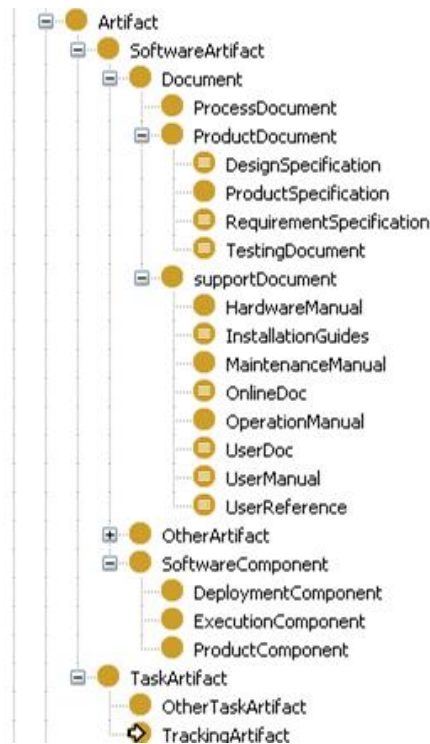 Artifact
SoftwareArtifact
Document
ProcessDocument
ProductDocument
DesignSpecification
ProductSpecification
RequirementSpecification
TestingDocument
supportDocument
HardwareManual
InstallationGuides
MaintenanceManual
OnlineDoc
OperationManual
UserDoc
UserManual
UserReference
OtherArtifact
SoftwareComponent
DeploymentComponent
ExecutionComponent
ProductComponent
TaskArtifact
OtherTaskArtifact
TrackingArtifact